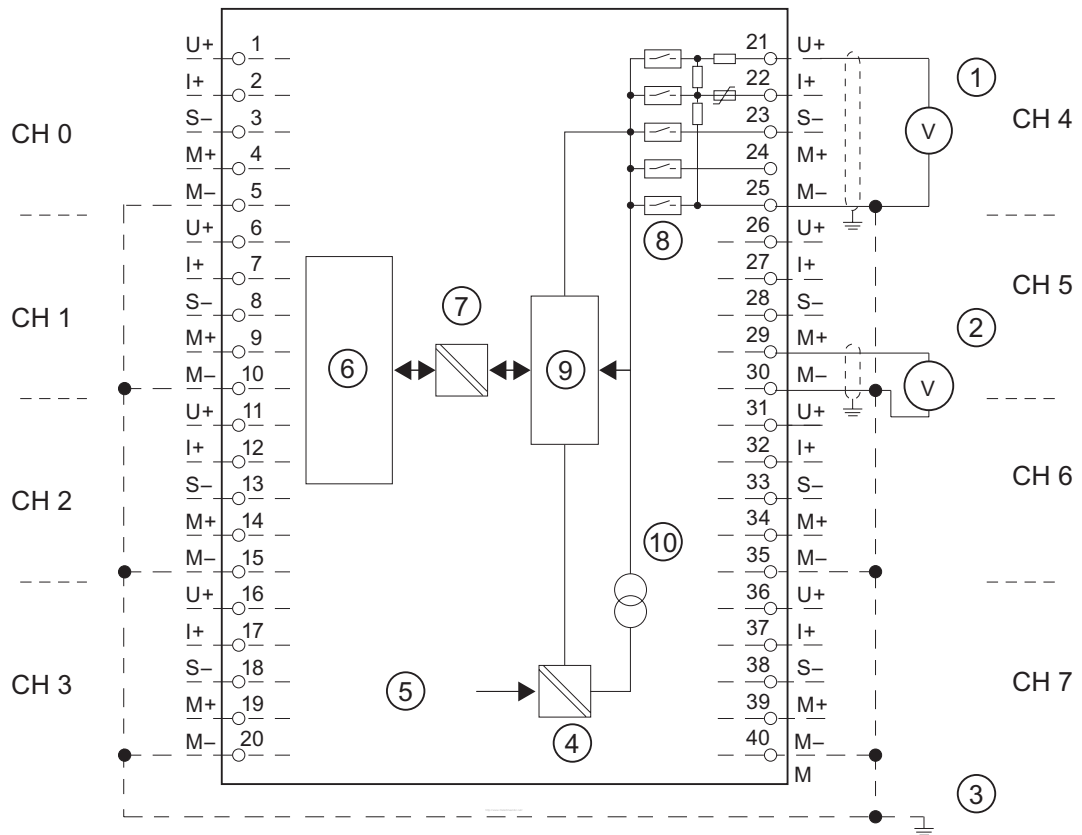 CH 0
U+ 1
I+ 2
S– 3
M+ 4
M– 5
CH 1
U+ 6
I+ 7
S– 8
M+ 9
M– 10
CH 2
U+ 11
I+ 12
S– 13
M+ 14
M– 15
CH 3
U+ 16
I+ 17
S– 18
M+ 19
M– 20
6
7
9
8
10
5
4
21 U+
22 I+
23 S–
24 M+
25 M–
V
1
CH 4
26 U+
27 I+
28 S–
29 M+
30 M–
V
CH 5
2
31 U+
32 I+
33 S–
34 M+
35 M–
CH 6
36 U+
37 I+
38 S–
39 M+
40 M–
M
CH 7
3